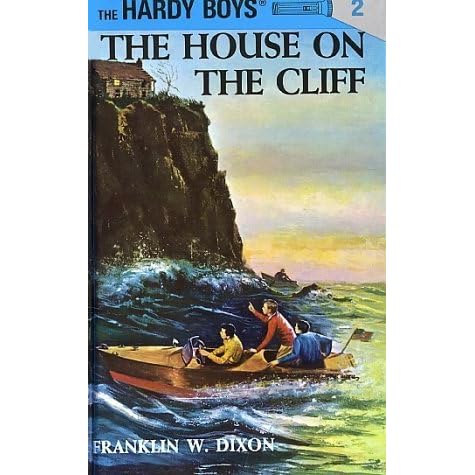 THE HARDY BOYS® 2
THE HOUSE ON
THE CLIFF
FRANKLIN W. DIXON